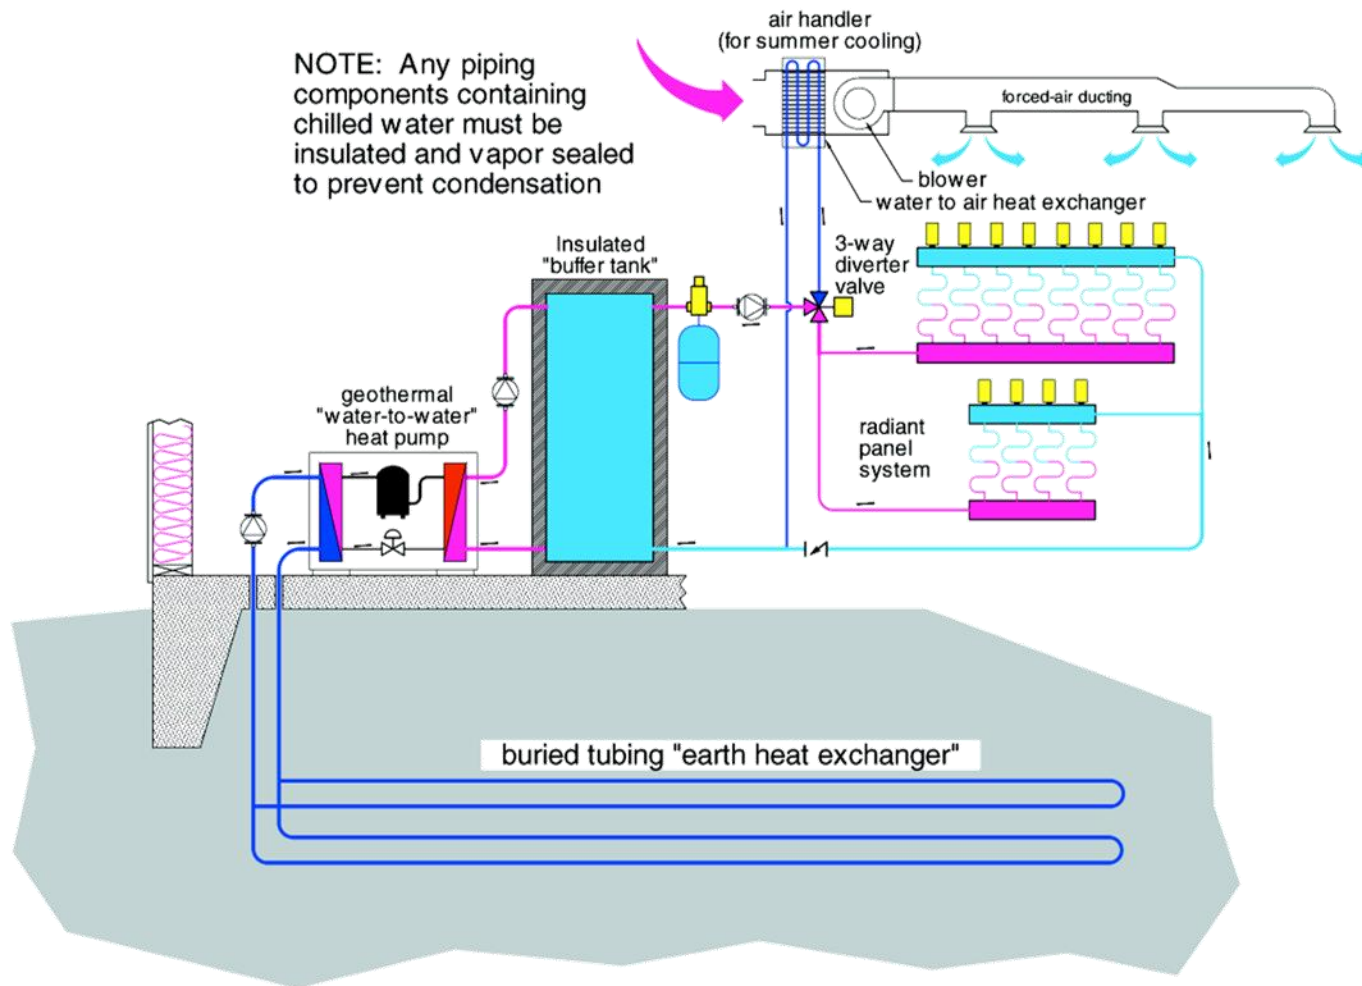 air handler
(for summer cooling)
NOTE:  Any piping
components containing
chilled water must be
insulated and vapor sealed
to prevent condensation
forced-air ducting
blower
water to air heat exchanger
3-way
diverter
valve
Insulated
"buffer tank"
geothermal
"water-to-water"
heat pump
radiant
panel
system
buried tubing "earth heat exchanger"